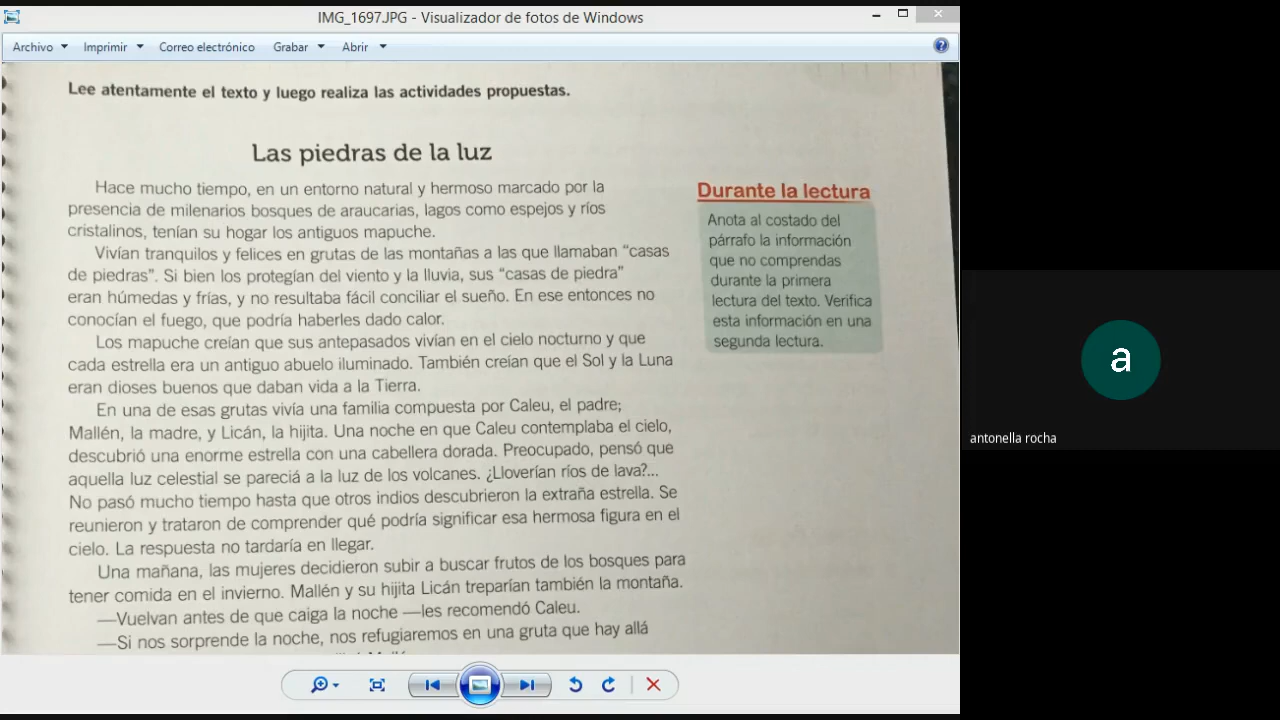 IMG_1697.JPG - Visualizador de fotos de Windows
Archivo Imprimir Correo electrónico Grabar Abrir
Lee atentamente el texto y luego realiza las actividades propuestas.
Las piedras de la luz
Hace mucho tiempo, en un entorno natural y hermoso marcado por la
presencia de milenarios bosques de araucarias, lagos como espejos y ríos
cristalinos, tenían su hogar los antiguos mapuche.
Vivían tranquilos y felices en grutas de las montañas a las que llamaban “casas
de piedras”. Si bien los protegían del viento y la lluvia, sus “casas de piedra”
eran húmedas y frías, y no resultaba fácil conciliar el sueño. En ese entonces no
conocían el fuego, que podría haberles dado calor.
Los mapuche creían que sus antepasados vivían en el cielo nocturno y que
cada estrella era un antiguo abuelo iluminado. También creían que el Sol y la Luna
eran dioses buenos que daban vida a la Tierra.
En una de esas grutas vivía una familia compuesta por Caleu, el padre;
Mallén, la madre, y Licán, la hijita. Una noche en que Caleu contemplaba el cielo,
descubrió una enorme estrella con una cabellera dorada. Preocupado, pensó que
aquella luz celestial se pareciá a la luz de los volcanes. ¿Lloverían ríos de lava?...
No pasó mucho tiempo hasta que otros indios descubrieron la extraña estrella. Se
reunieron y trataron de comprender qué podría significar esa hermosa figura en el
cielo. La respuesta no tardaría en llegar.
Una mañana, las mujeres decidieron subir a buscar frutos de los bosques para
tener comida en el invierno. Mallén y su hijita Licán treparían también la montaña.
—Vuelvan antes de que caiga la noche —les recomendó Caleu.
—Si nos sorprende la noche, nos refugiaremos en una gruta que hay allá
Durante la lectura
Anota al costado del
párrafo la información
que no comprendas
durante la primera
lectura del texto. Verifica
esta información en una
segunda lectura.
a
antonella rocha